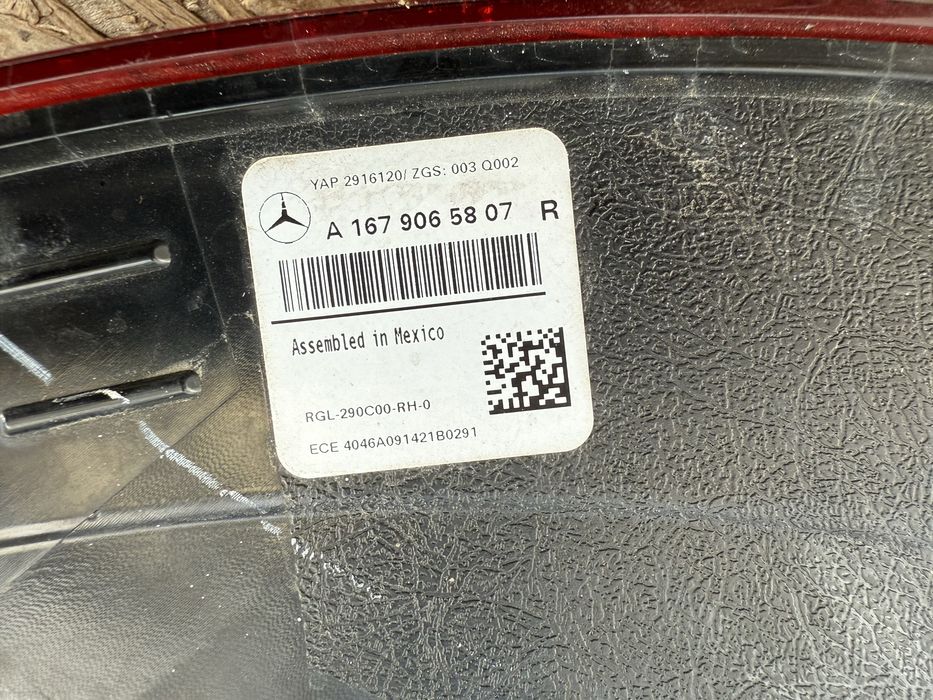 YAP 2916120/ ZGS: 003 Q002
A 167 906 58 07 R
Assembled in Mexico
RGL-290C00-RH-0
ECE 4046A091421B0291